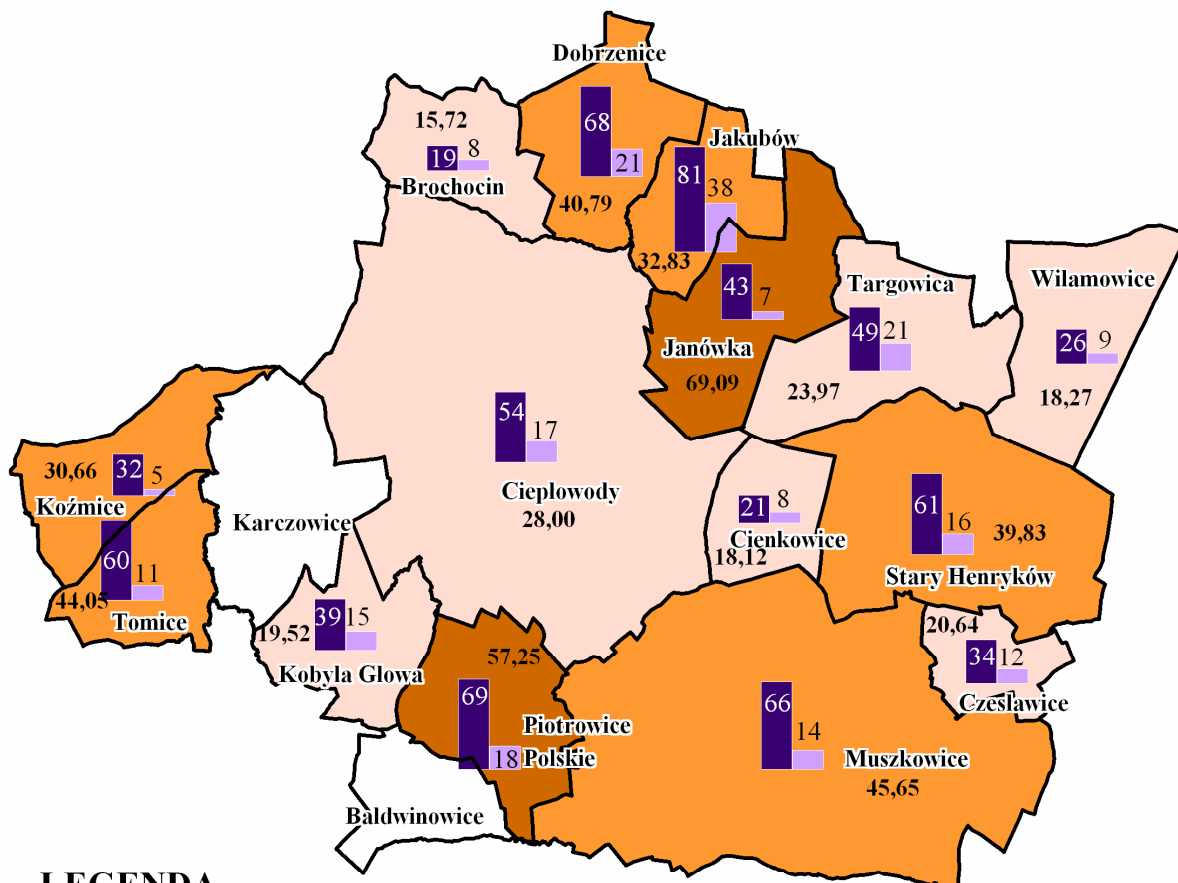 Dobrzenice
68
21
40,79
15,72
19
8
Brochocin
Jakubów
81
38
32,83
43
7
Janówka
69,09
Targowica
49
21
23,97
Wilamowice
26
9
18,27
54
17
Cieplowody
28,00
30,66
32
5
Koźmice
60
11
44,05
Tomice
Karczowice
21
8
Cienkowice
18,12
61
16
39,83
Stary Henryków
39
15
19,52
Kobyla Glowa
57,25
69
18
Piotrowice
Polskie
20,64
34
12
Czeslawice
66
14
Muszkowice
45,65
Baldwinowice
LEGENDA